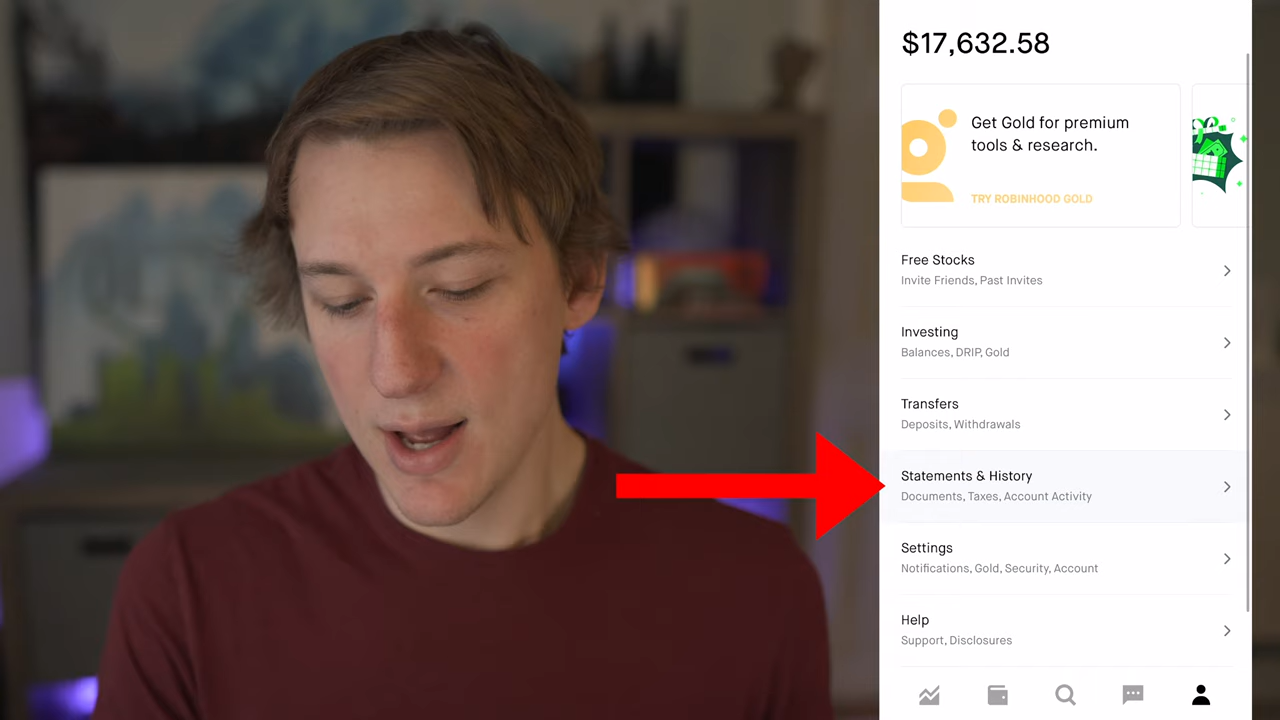 $17,632.58
Get Gold for premium
tools & research.
TRY ROBINHOOD GOLD
Free Stocks
Invite Friends, Past Invites
Investing
Balances, DRIP, Gold
Transfers
Deposits, Withdrawals
Statements & History
Documents, Taxes, Account Activity
Settings
Notifications, Gold, Security, Account
Help
Support, Disclosures